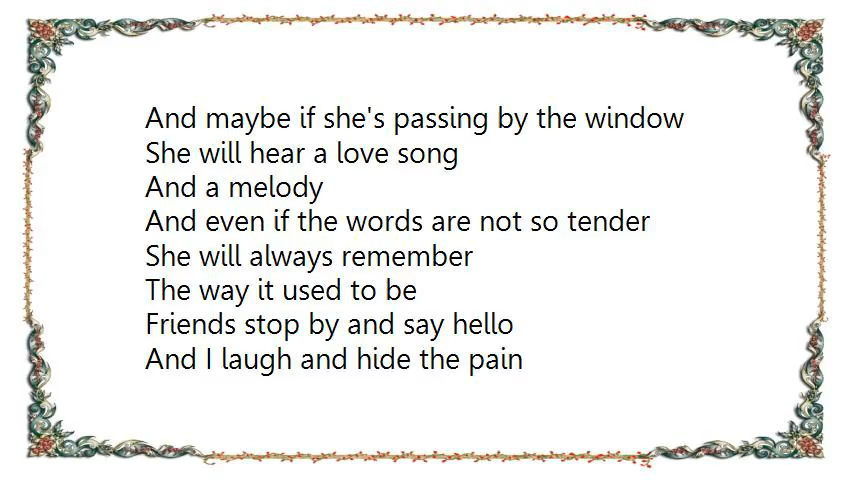 And maybe if she's passing by the window
She will hear a love song
And a melody
And even if the words are not so tender
She will always remember
The way it used to be
Friends stop by and say hello
And I laugh and hide the pain